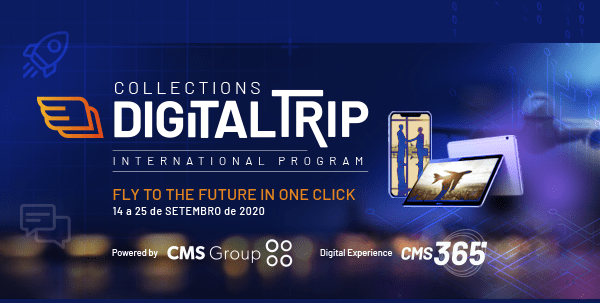 COLLECTIONS
DIGITALTRIP
INTERNATIONAL PROGRAM
FLY TO THE FUTURE IN ONE CLICK
14 a 25 de SETEMBRO de 2020
Powered by CMS Group Digital Experience CMS365